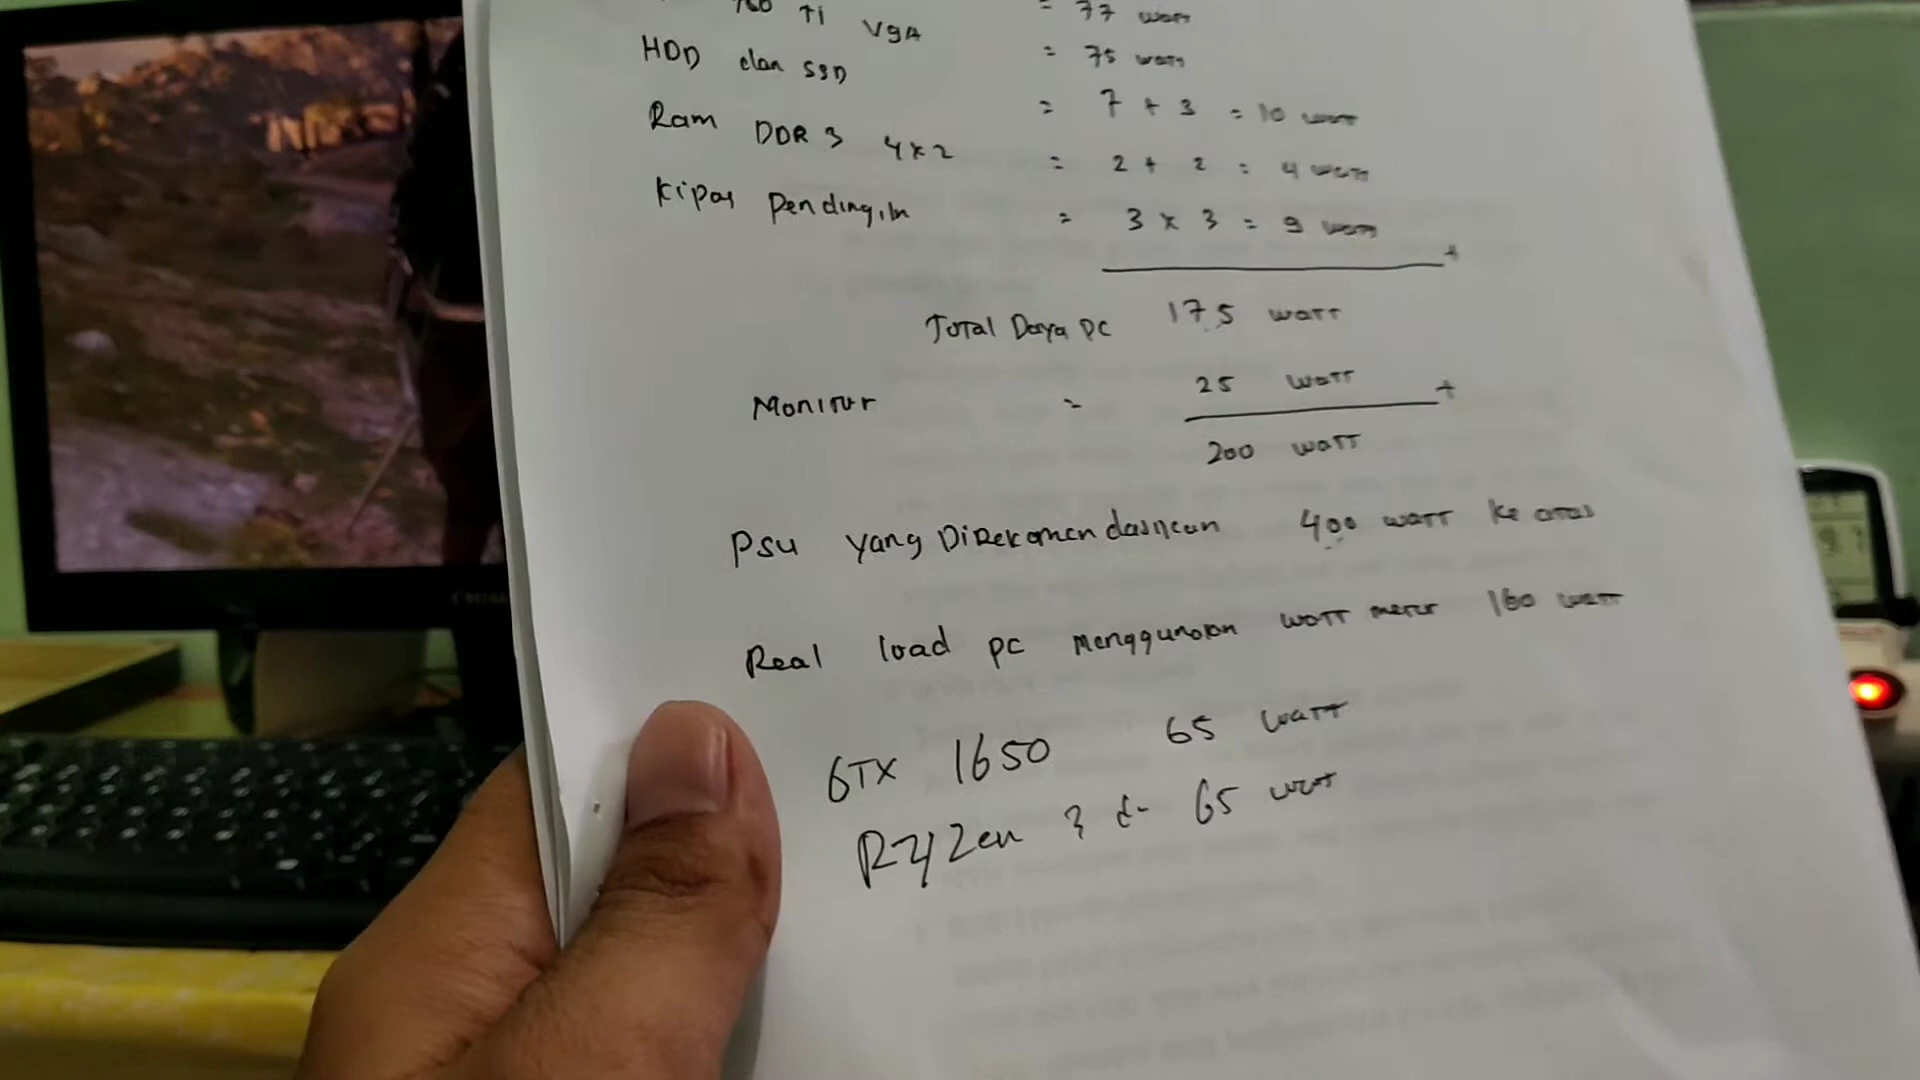 750 Ti VGA = 77 watt
HDD dan SSD = 75 watt
Ram DDR 3 4x2 = 7 + 3 = 10 watt
Kipas Pendingin = 2 + 2 = 4 watt
= 3 x 3 = 9 watt +
Total Daya PC 175 watt
Monitor = 25 watt +
200 watt
PSU yang Direkomendasikan 400 watt ke atas
Real load pc menggunakan watt meter 160 watt
GTX 1650 65 watt
Ryzen 3 65 watt